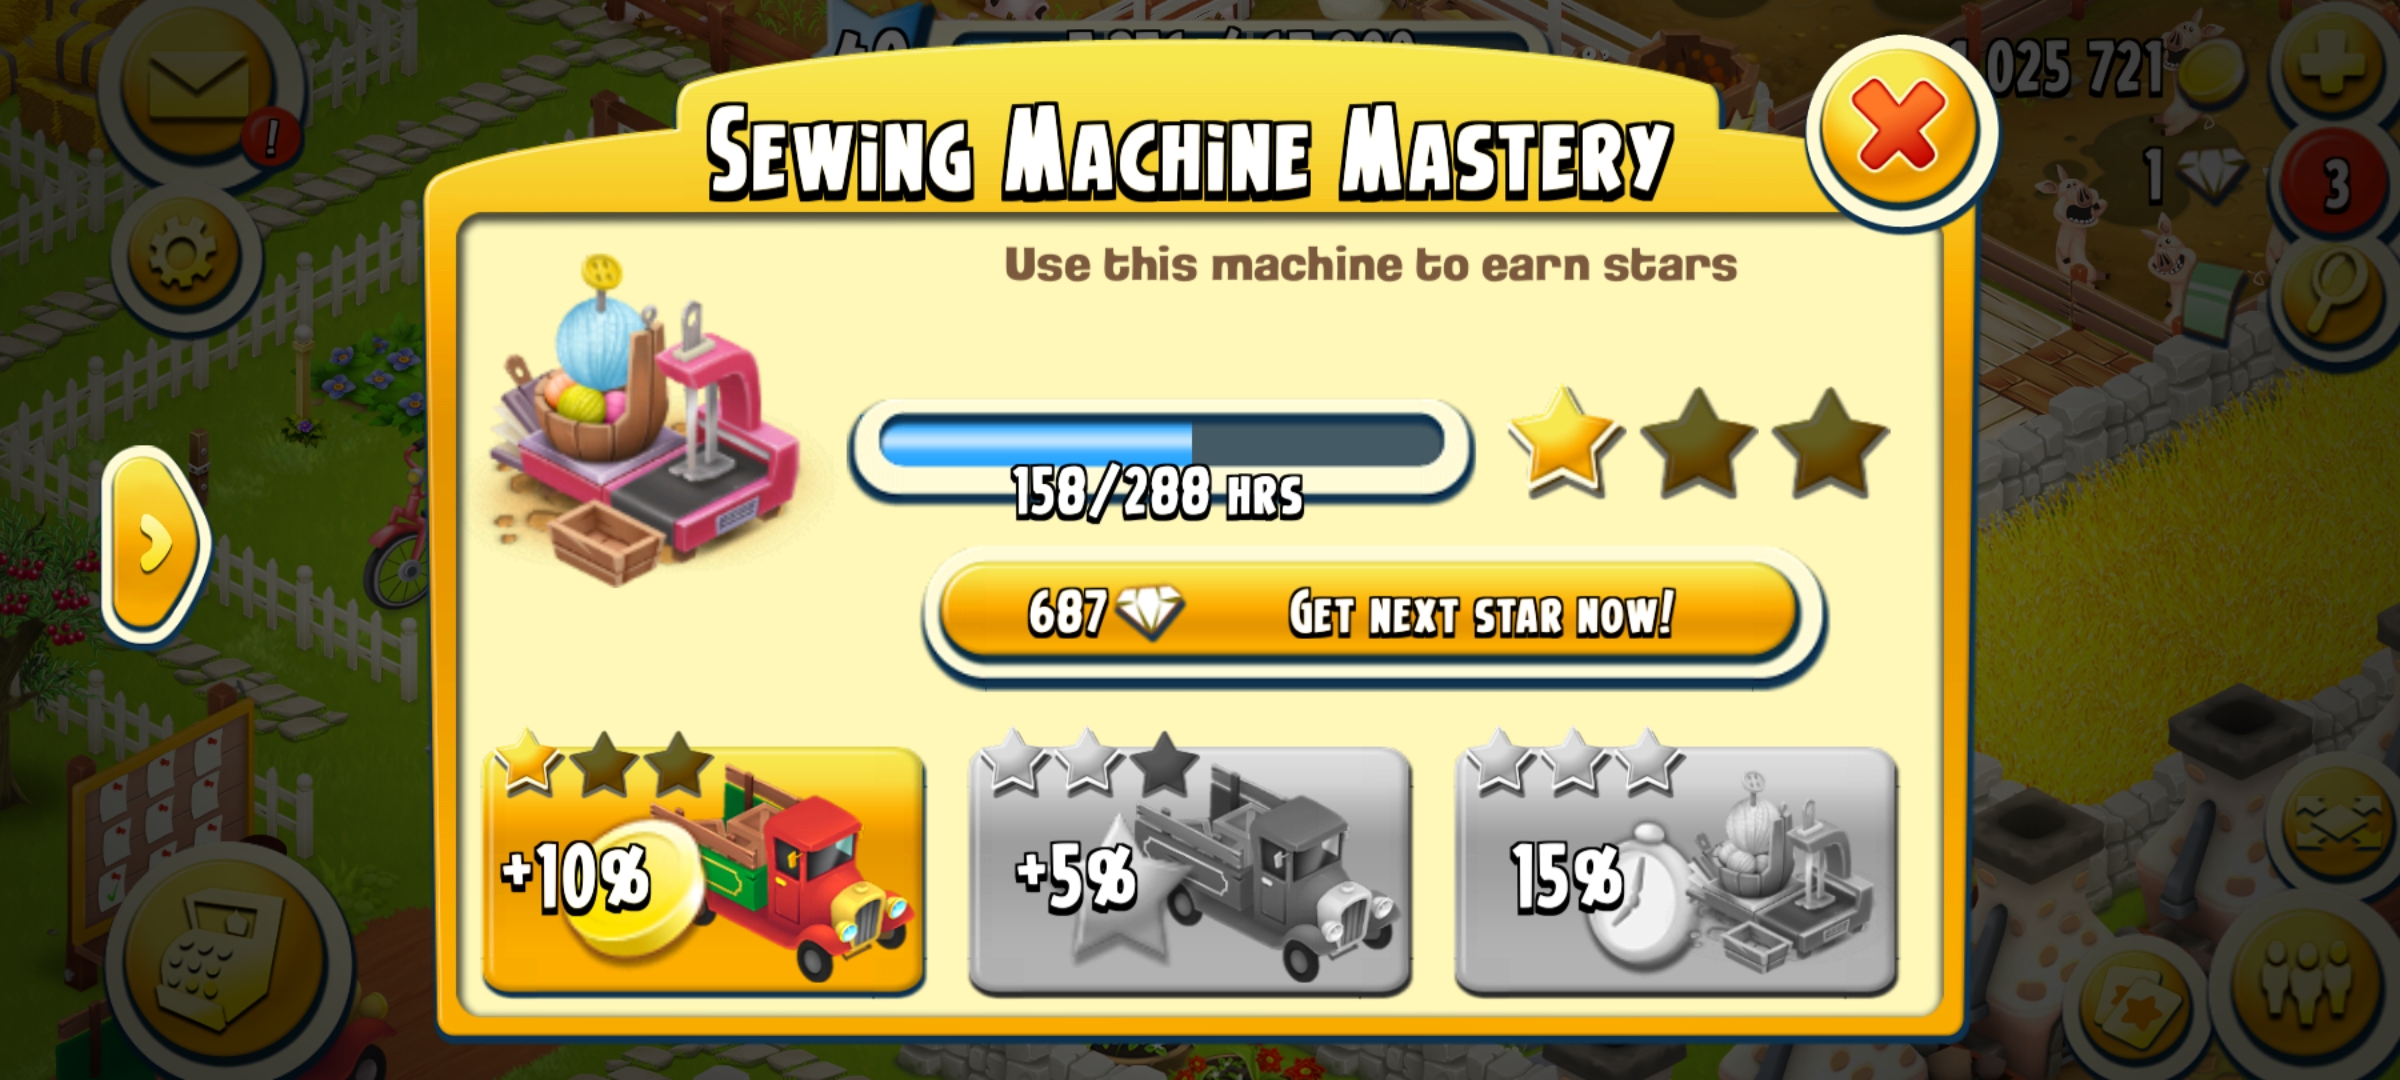 Sewing Machine Mastery
025 721
!
1
3
Use this machine to earn stars
158/288 HRS
687 Get next star now!
+10%
+5%
15%